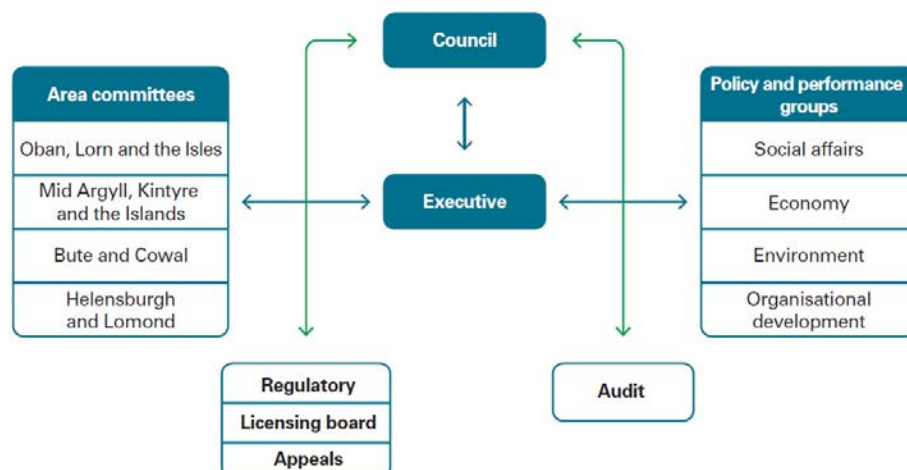 Council
Area committees
Oban, Lorn and the Isles
Mid Argyll, Kintyre
and the Islands
Bute and Cowal
Helensburgh
and Lomond
Executive
Policy and performance
groups
Social affairs
Economy
Environment
Organisational
development
Regulatory
Licensing board
Appeals
Audit